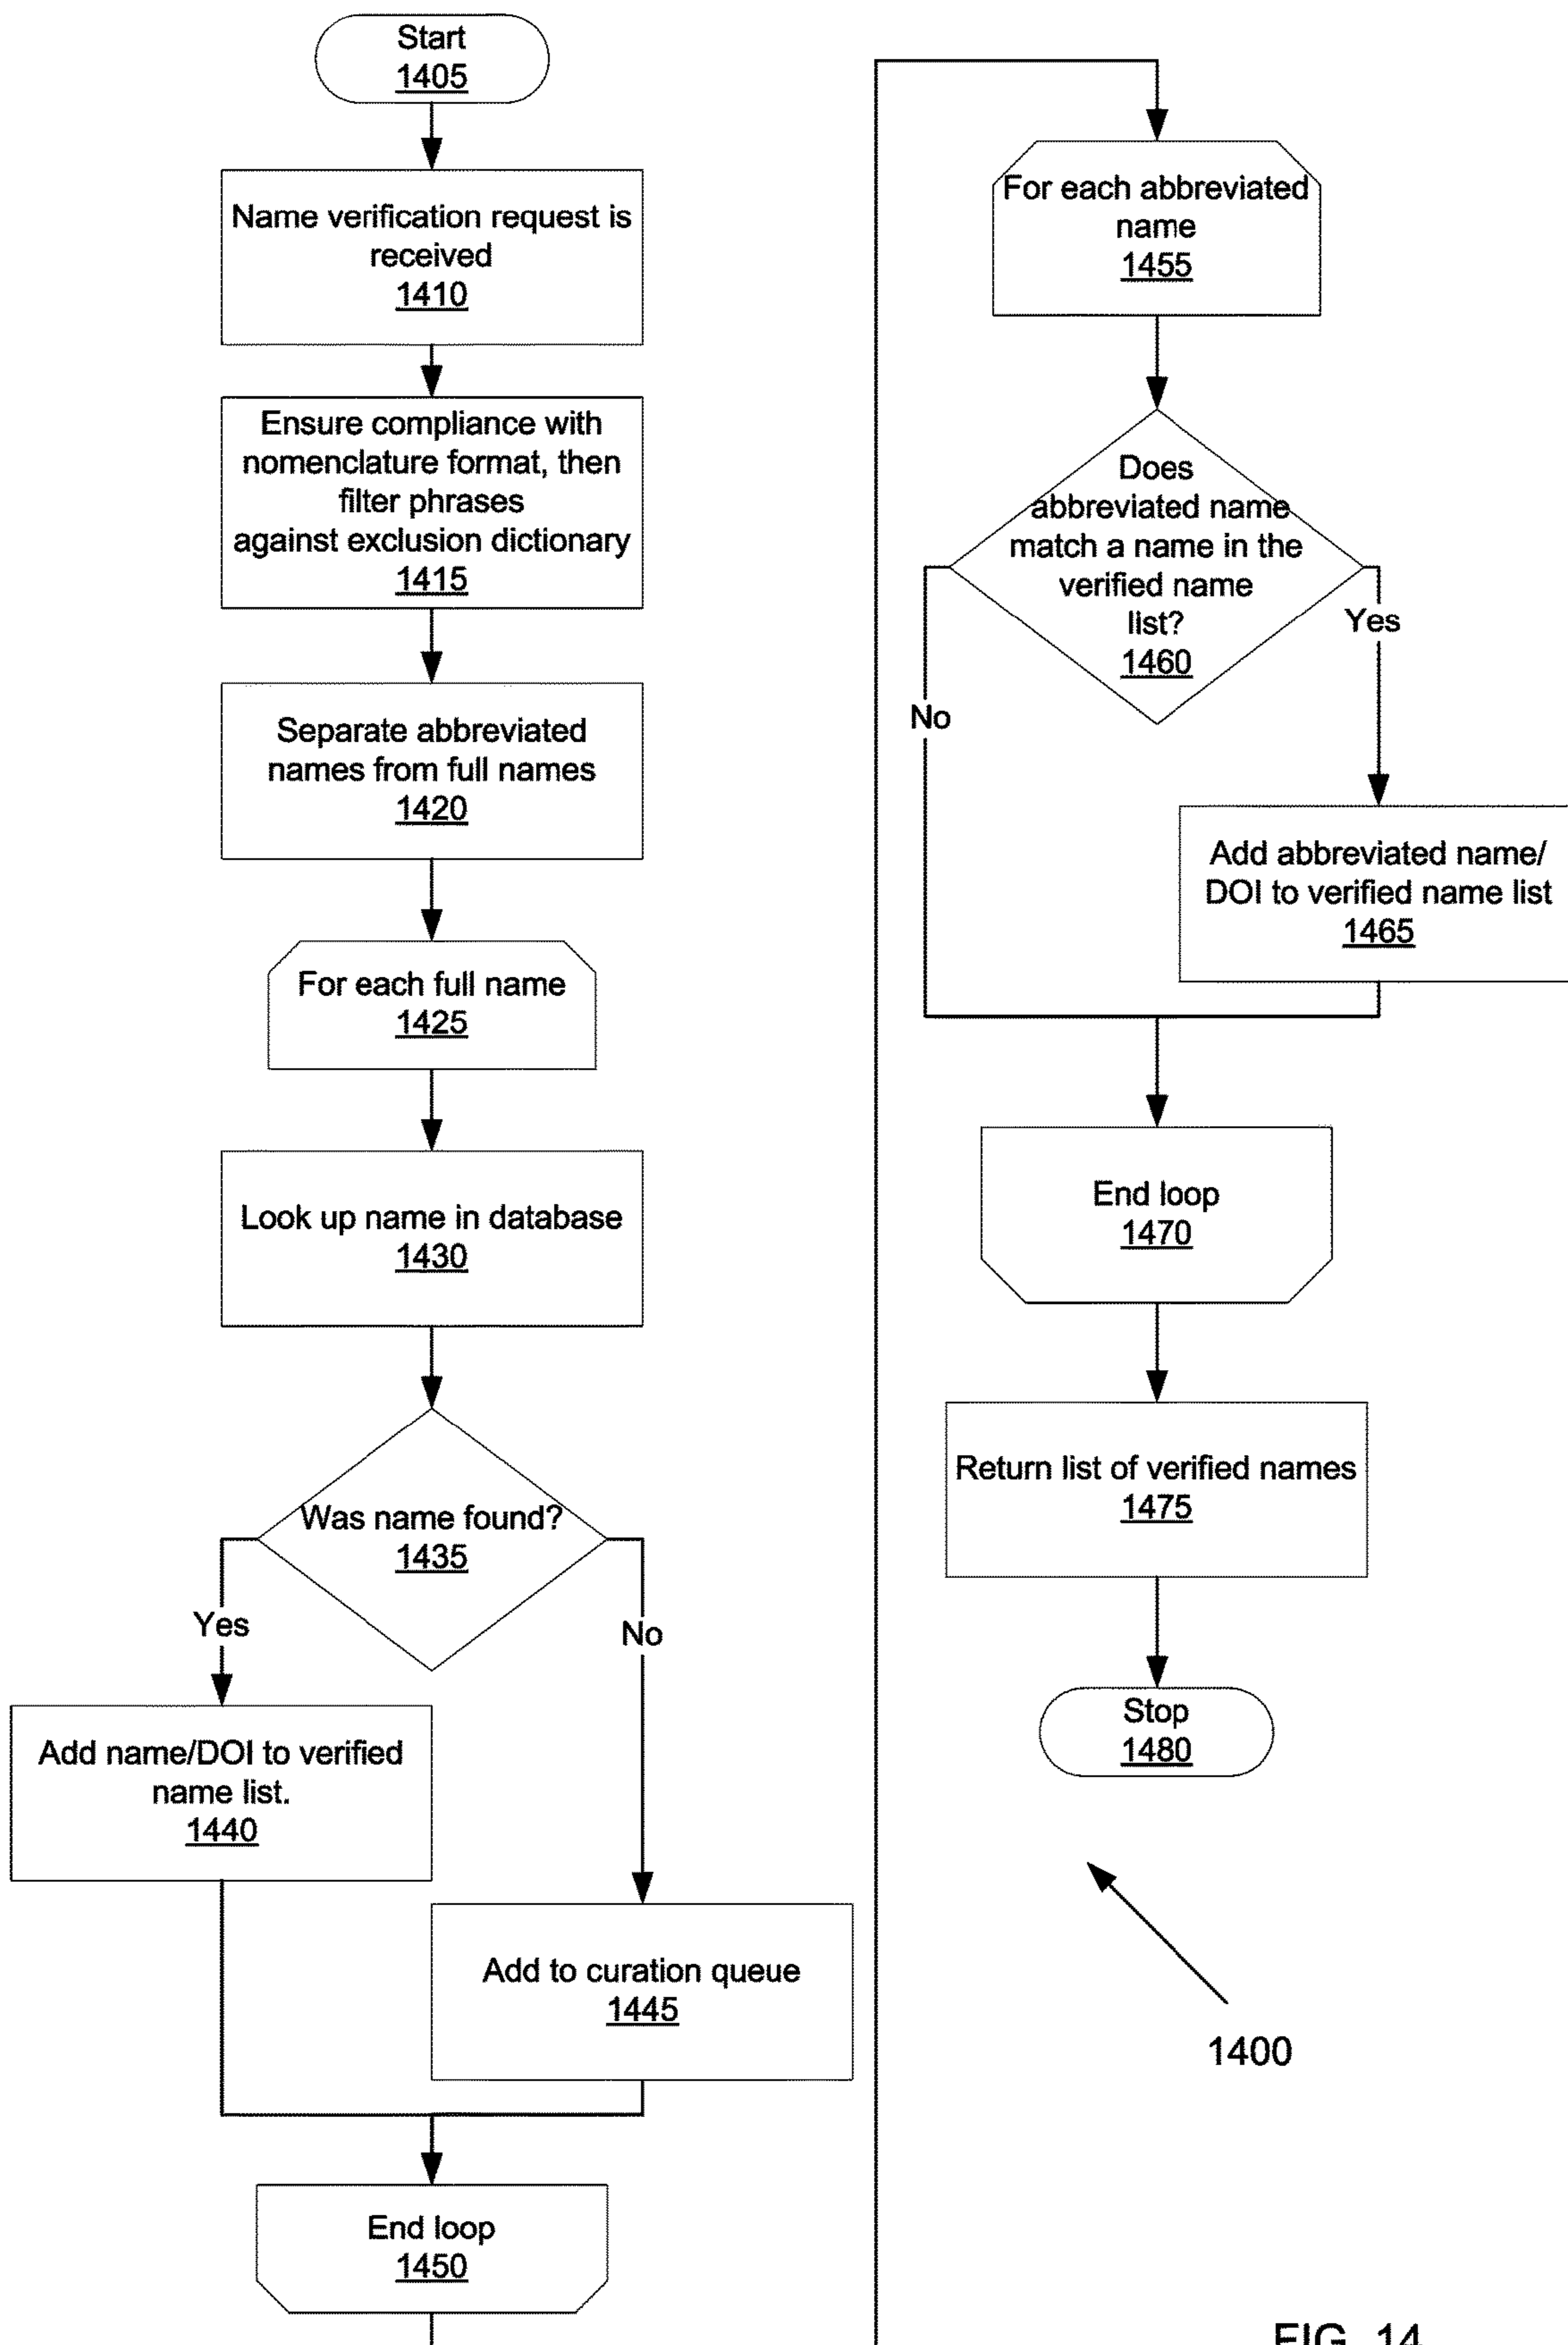 Start
1405
Name verification request is
received
1410
Ensure compliance with
nomenclature format, then
filter phrases
against exclusion dictionary
1415
Separate abbreviated
names from full names
1420
For each full name
1425
Look up name in database
1430
Was name found?
1435
Yes
No
Add name/DOI to verified
name list.
1440
Add to curation queue
1445
End loop
1450
For each abbreviated
name
1455
Does
abbreviated name
match a name in the
verified name
list?
1460
Yes
No
Add abbreviated name/
DOI to verified name list
1465
End loop
1470
Return list of verified names
1475
Stop
1480
1400
FIG. 14